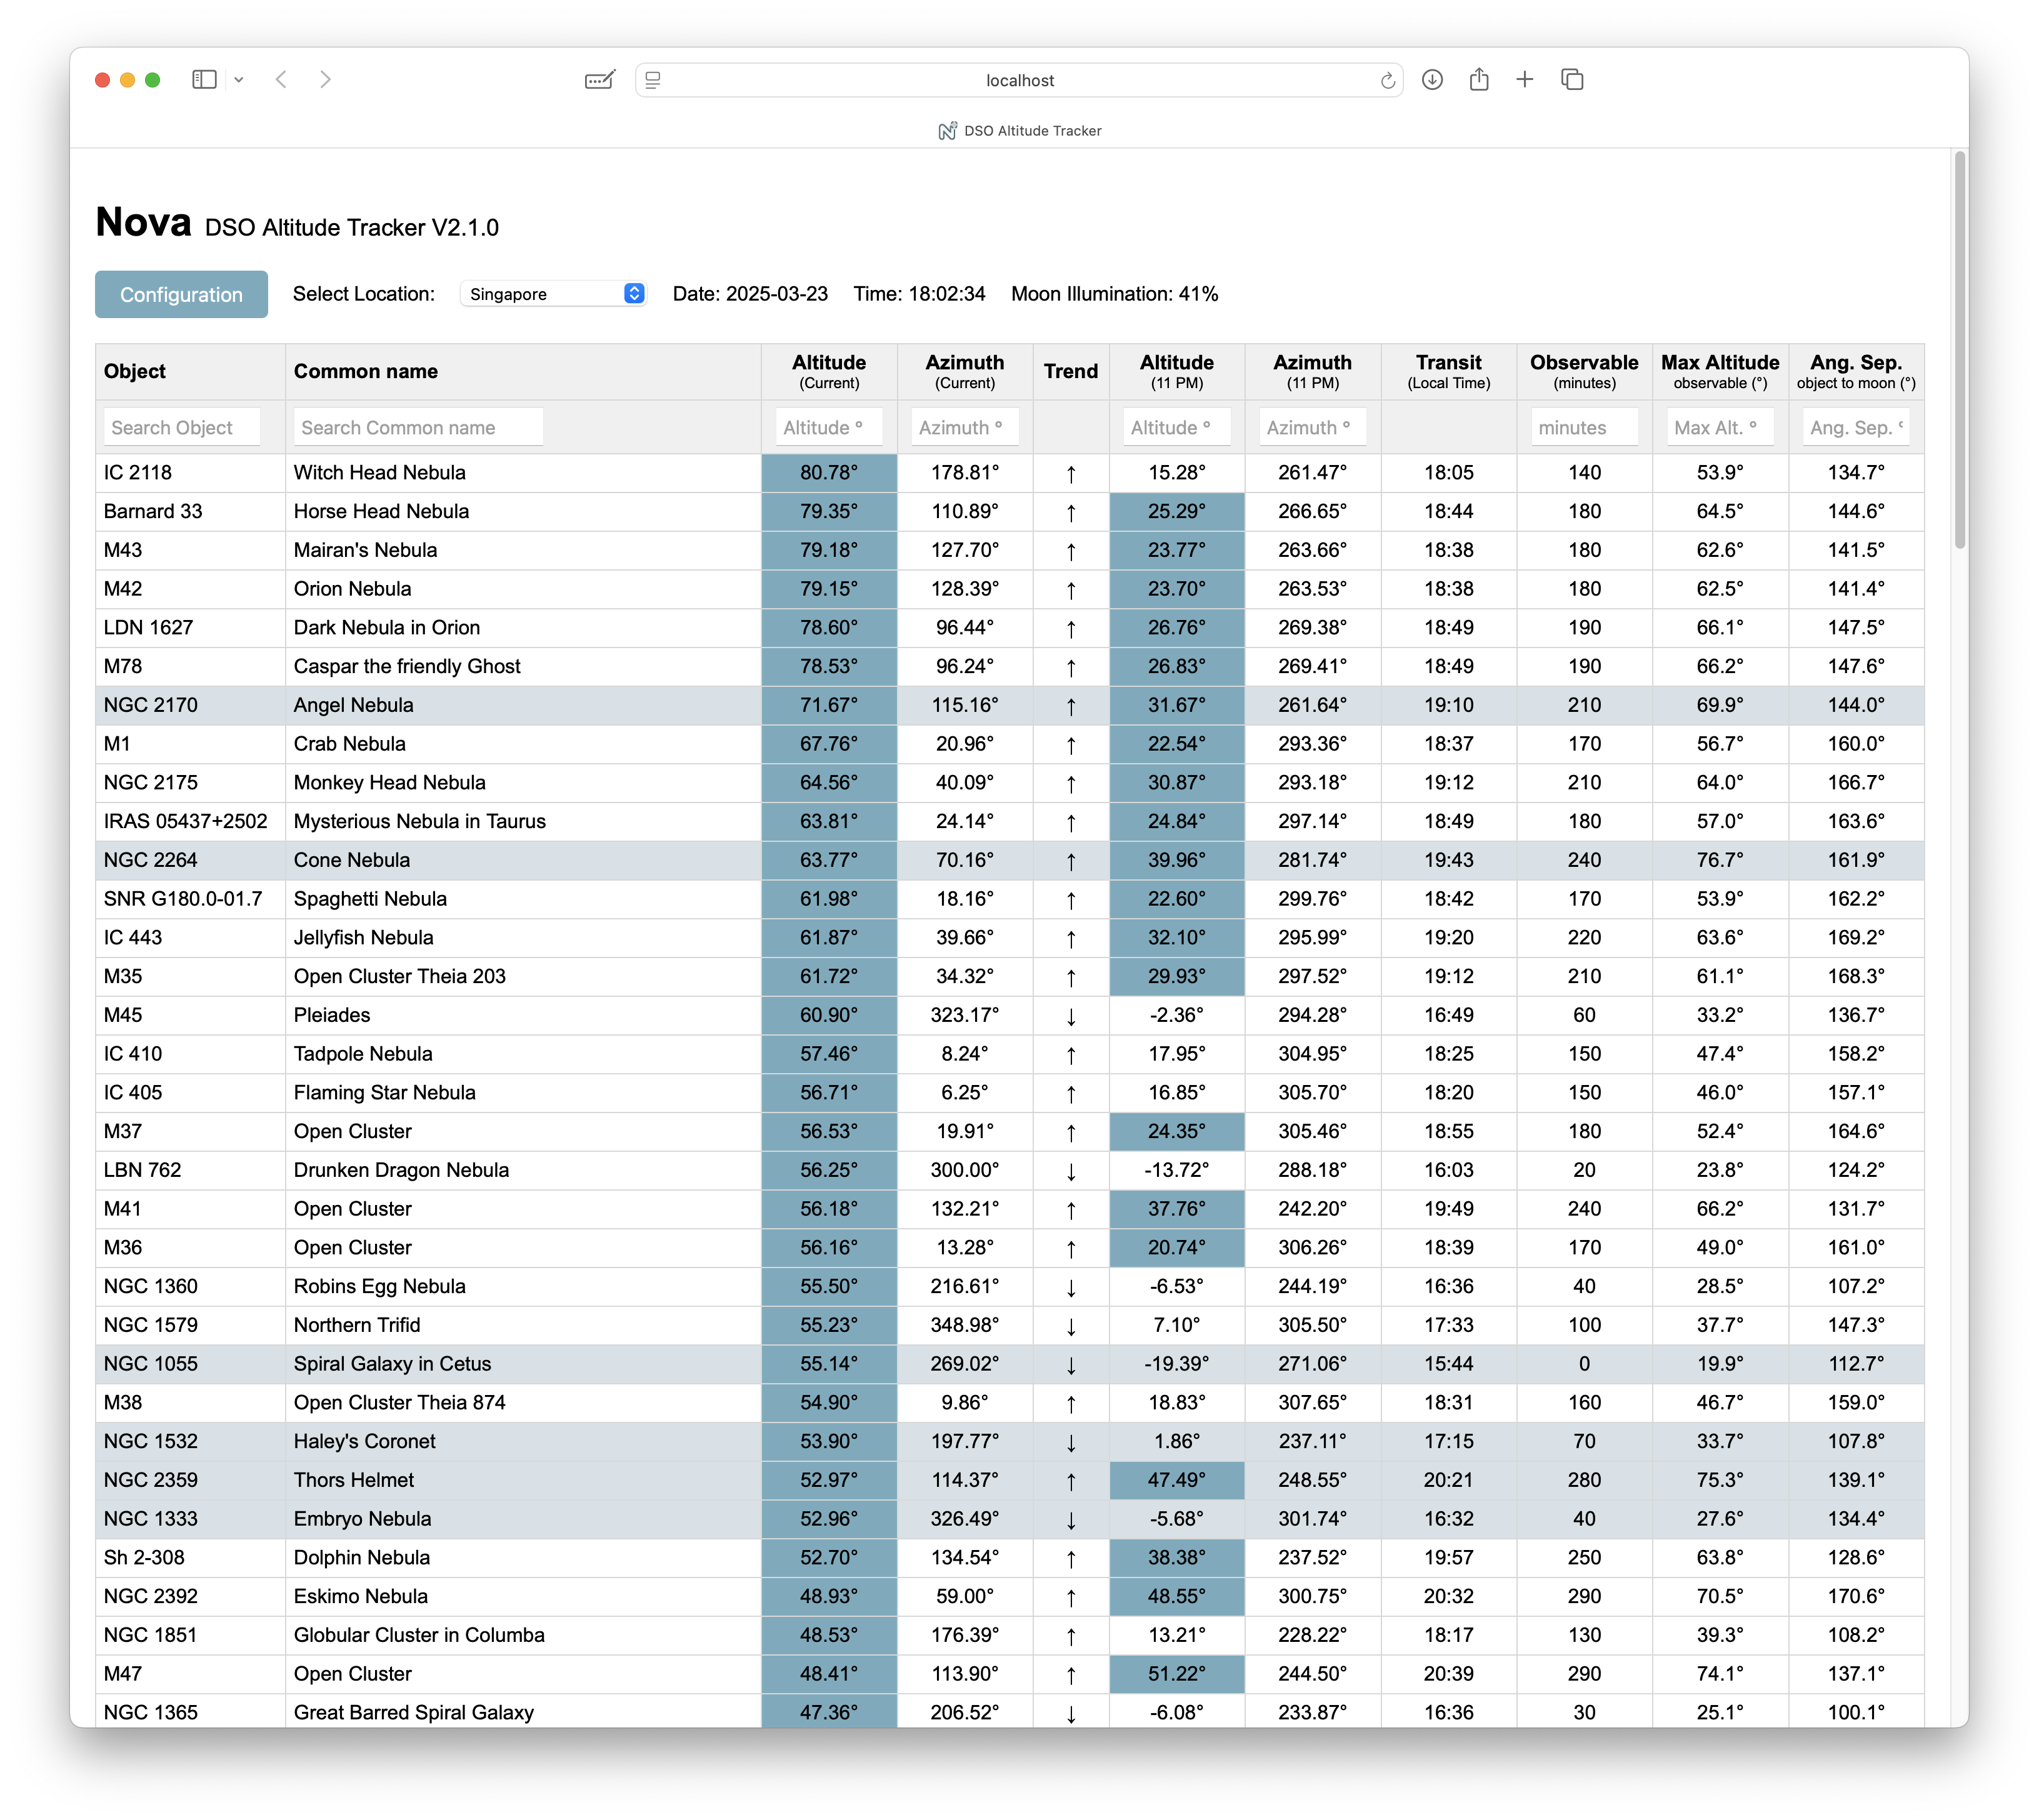 localhost
DSO Altitude Tracker
Nova DSO Altitude Tracker V2.1.0
Configuration Select Location: Singapore Date: 2025-03-23 Time: 18:02:34 Moon Illumination: 41%
Object Common name Altitude (Current) Azimuth (Current) Trend Altitude (11 PM) Azimuth (11 PM) Transit (Local Time) Observable (minutes) Max Altitude observable (°) Ang. Sep. object to moon (°)
Search Object Search Common name Altitude º Azimuth º Altitude º Azimuth º minutes Max Alt. º Ang. Sep. º
IC 2118 Witch Head Nebula 80.78° 178.81° ↑ 15.28° 261.47° 18:05 140 53.9° 134.7°
Barnard 33 Horse Head Nebula 79.35° 110.89° ↑ 25.29° 266.65° 18:44 180 64.5° 144.6°
M43 Mairan's Nebula 79.18° 127.70° ↑ 23.77° 263.66° 18:38 180 62.6° 141.5°
M42 Orion Nebula 79.15° 128.39° ↑ 23.70° 263.53° 18:38 180 62.5° 141.4°
LDN 1627 Dark Nebula in Orion 78.60° 96.44° ↑ 26.76° 269.38° 18:49 190 66.1° 147.5°
M78 Caspar the friendly Ghost 78.53° 96.24° ↑ 26.83° 269.41° 18:49 190 66.2° 147.6°
NGC 2170 Angel Nebula 71.67° 115.16° ↑ 31.67° 261.64° 19:10 210 69.9° 144.0°
M1 Crab Nebula 67.76° 20.96° ↑ 22.54° 293.36° 18:37 170 56.7° 160.0°
NGC 2175 Monkey Head Nebula 64.56° 40.09° ↑ 30.87° 293.18° 19:12 210 64.0° 166.7°
IRAS 05437+2502 Mysterious Nebula in Taurus 63.81° 24.14° ↑ 24.84° 297.14° 18:49 180 57.0° 163.6°
NGC 2264 Cone Nebula 63.77° 70.16° ↑ 39.96° 281.74° 19:43 240 76.7° 161.9°
SNR G180.0-01.7 Spaghetti Nebula 61.98° 18.16° ↑ 22.60° 299.76° 18:42 170 53.9° 162.2°
IC 443 Jellyfish Nebula 61.87° 39.66° ↑ 32.10° 295.99° 19:20 220 63.6° 169.2°
M35 Open Cluster Theia 203 61.72° 34.32° ↑ 29.93° 297.52° 19:12 210 61.1° 168.3°
M45 Pleiades 60.90° 323.17° ↓ -2.36° 294.28° 16:49 60 33.2° 136.7°
IC 410 Tadpole Nebula 57.46° 8.24° ↑ 17.95° 304.95° 18:25 150 47.4° 158.2°
IC 405 Flaming Star Nebula 56.71° 6.25° ↑ 16.85° 305.70° 18:20 150 46.0° 157.1°
M37 Open Cluster 56.53° 19.91° ↑ 24.35° 305.46° 18:55 180 52.4° 164.6°
LBN 762 Drunken Dragon Nebula 56.25° 300.00° ↓ -13.72° 288.18° 16:03 20 23.8° 124.2°
M41 Open Cluster 56.18° 132.21° ↑ 37.76° 242.20° 19:49 240 66.2° 131.7°
M36 Open Cluster 56.16° 13.28° ↑ 20.74° 306.26° 18:39 170 49.0° 161.0°
NGC 1360 Robins Egg Nebula 55.50° 216.61° ↓ -6.53° 244.19° 16:36 40 28.5° 107.2°
NGC 1579 Northern Trifid 55.23° 348.98° ↓ 7.10° 305.50° 17:33 100 37.7° 147.3°
NGC 1055 Spiral Galaxy in Cetus 55.14° 269.02° ↓ -19.39° 271.06° 15:44 0 19.9° 112.7°
M38 Open Cluster Theia 874 54.90° 9.86° ↑ 18.83° 307.65° 18:31 160 46.7° 159.0°
NGC 1532 Haley's Coronet 53.90° 197.77° ↓ 1.86° 237.11° 17:15 70 33.7° 107.8°
NGC 2359 Thors Helmet 52.97° 114.37° ↑ 47.49° 248.55° 20:21 280 75.3° 139.1°
NGC 1333 Embryo Nebula 52.96° 326.49° ↓ -5.68° 301.74° 16:32 40 27.6° 134.4°
Sh 2-308 Dolphin Nebula 52.70° 134.54° ↑ 38.38° 237.52° 19:57 250 63.8° 128.6°
NGC 2392 Eskimo Nebula 48.93° 59.00° ↑ 48.55° 300.75° 20:32 290 70.5° 170.6°
NGC 1851 Globular Cluster in Columba 48.53° 176.39° ↑ 13.21° 228.22° 18:17 130 39.3° 108.2°
M47 Open Cluster 48.41° 113.90° ↑ 51.22° 244.50° 20:39 290 74.1° 137.1°
NGC 1365 Great Barred Spiral Galaxy 47.36° 206.52° ↓ -6.08° 233.87° 16:36 30 25.1° 100.1°